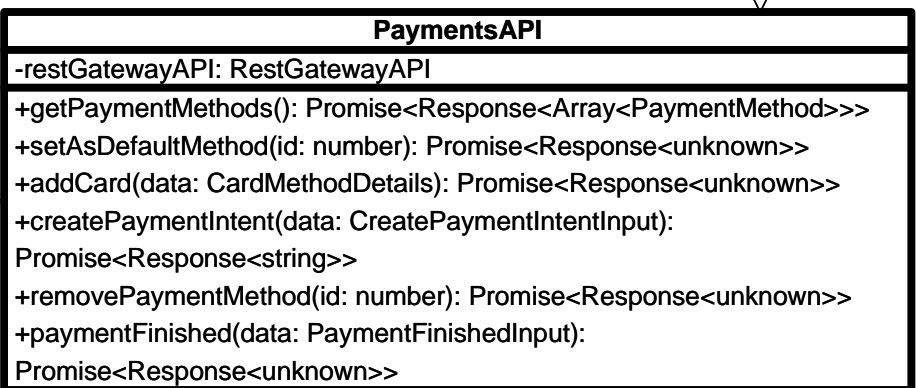 PaymentsAPI
-restGatewayAPI: RestGatewayAPI
+getPaymentMethods(): Promise<Response<Array<PaymentMethod>>>
+setAsDefaultMethod(id: number): Promise<Response<unknown>>
+addCard(data: CardMethodDetails): Promise<Response<unknown>>
+createPaymentIntent(data: CreatePaymentIntentInput):
Promise<Response<string>>
+removePaymentMethod(id: number): Promise<Response<unknown>>
+paymentFinished(data: PaymentFinishedInput):
Promise<Response<unknown>>